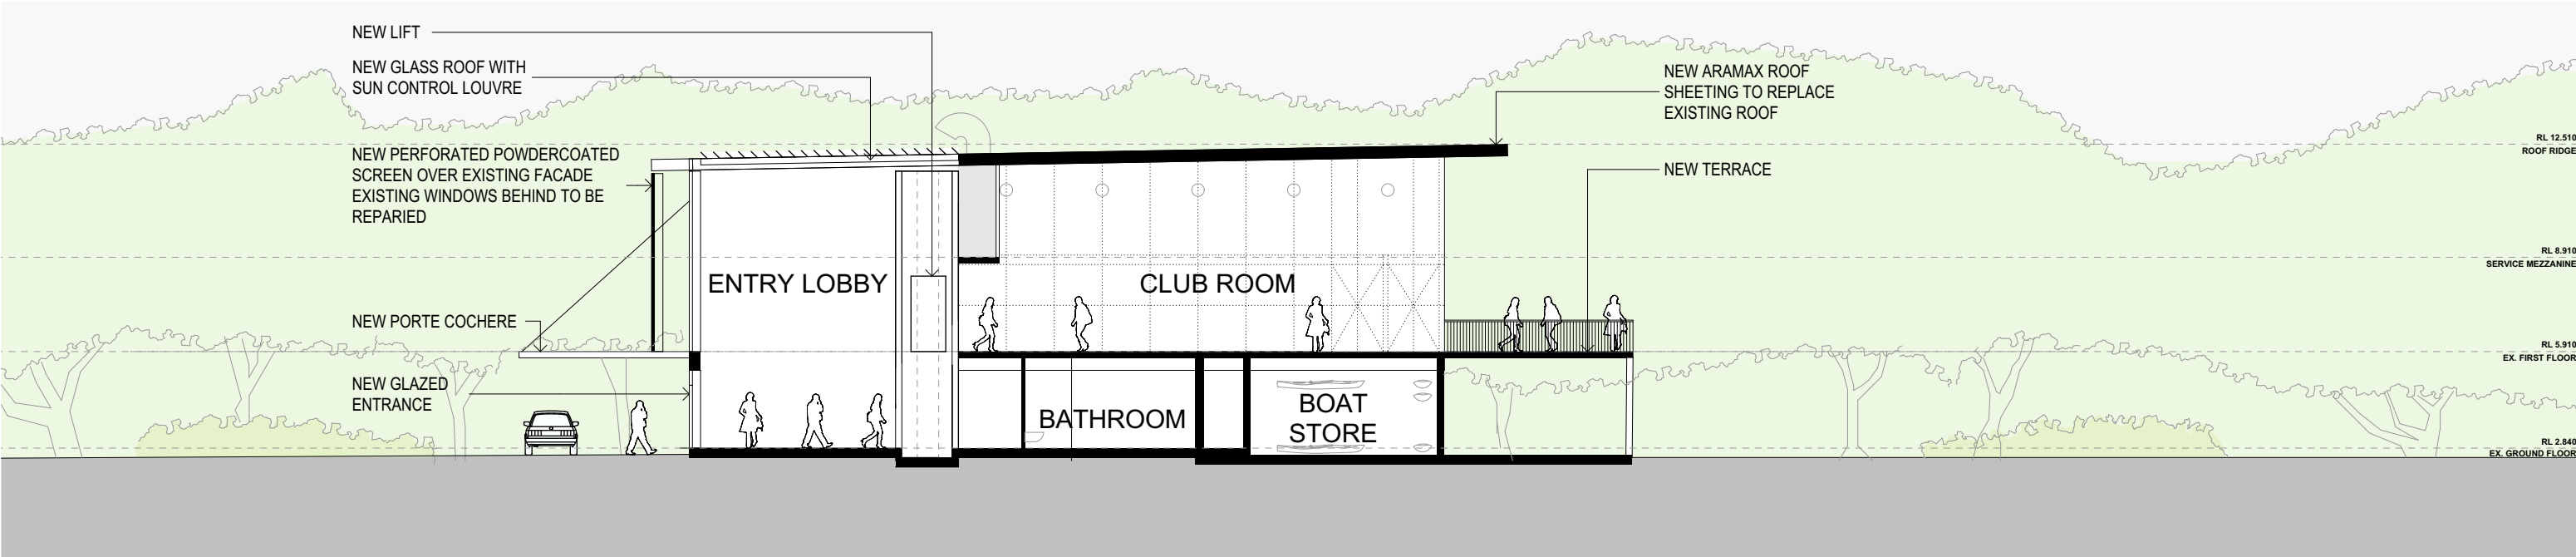 NEW LIFT
NEW GLASS ROOF WITH
SUN CONTROL LOUVRE
NEW PERFORATED POWDERCOATED
SCREEN OVER EXISTING FACADE
EXISTING WINDOWS BEHIND TO BE
REPARIED
NEW PORTE COCHERE
NEW GLAZED
ENTRANCE
ENTRY LOBBY
CLUB ROOM
BATHROOM
BOAT
STORE
NEW ARAMAX ROOF
SHEETING TO REPLACE
EXISTING ROOF
NEW TERRACE
RL 12.510
ROOF RIDGE
RL 8.910
SERVICE MEZZANINE
RL 5.910
EX. FIRST FLOOR
RL 2.840
EX. GROUND FLOOR